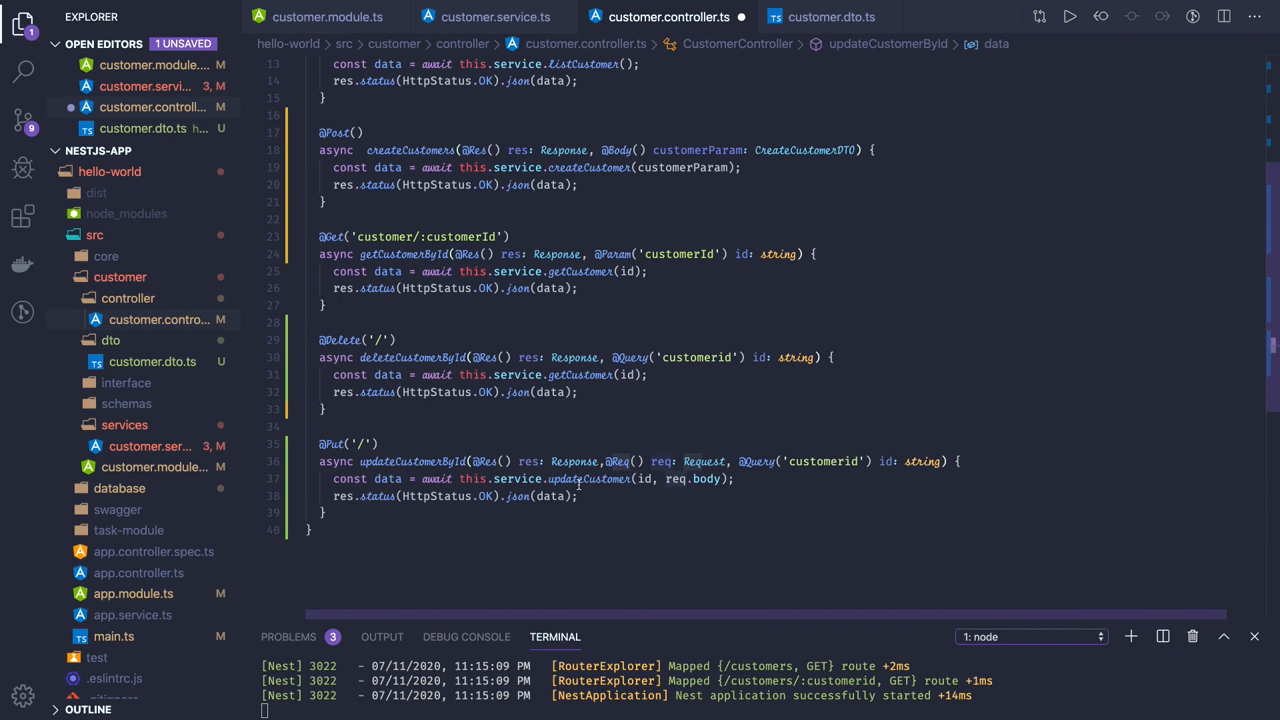 1
9
EXPLORER
OPEN EDITORS 1 UNSAVED
customer.module.... M
customer.servi... 3, M
customer.controll... M
TS customer.dto.ts h... U
NESTJS-APP
hello-world
dist
node_modules
src
core
customer
controller
customer.contro... M
dto
TS customer.dto.ts U
interface
schemas
services
customer.ser... 3, M
customer.module... M
database
swagger
task-module
app.controller.spec.ts
app.controller.ts
app.module.ts M
app.service.ts
TS main.ts M
test
.eslintrc.js
.gitignore
OUTLINE
customer.module.ts
customer.service.ts
customer.controller.ts
TS customer.dto.ts
hello-world > src > customer > controller > customer.controller.ts > CustomerController > updateCustomerById > data
13 const data = await this.service.listCustomer();
14 res.status(HttpStatus.OK).json(data);
15 }
16
17 @Post()
18 async createCustomers(@Res() res: Response, @Body() customerParam: CreateCustomerDTO) {
19 const data = await this.service.createCustomer(customerParam);
20 res.status(HttpStatus.OK).json(data);
21 }
22
23 @Get('customer/:customerId')
24 async getCustomerById(@Res() res: Response, @Param('customerId') id: string) {
25 const data = await this.service.getCustomer(id);
26 res.status(HttpStatus.OK).json(data);
27 }
28
29 @Delete('/')
30 async deleteCustomerById(@Res() res: Response, @Query('customerid') id: string) {
31 const data = await this.service.getCustomer(id);
32 res.status(HttpStatus.OK).json(data);
33 }
34
35 @Put('/')
36 async updateCustomerById(@Res() res: Response,@Req() req: Request, @Query('customerid') id: string) {
37 const data = await this.service.updateCustomer(id, req.body);
38 res.status(HttpStatus.OK).json(data);
39 }
40 }
PROBLEMS 3 OUTPUT DEBUG CONSOLE TERMINAL 1: node
[Nest] 3022 - 07/11/2020, 11:15:09 PM [RouterExplorer] Mapped {/customers, GET} route +2ms
[Nest] 3022 - 07/11/2020, 11:15:09 PM [RouterExplorer] Mapped {/customers/:customerid, GET} route +1ms
[Nest] 3022 - 07/11/2020, 11:15:09 PM [NestApplication] Nest application successfully started +14ms